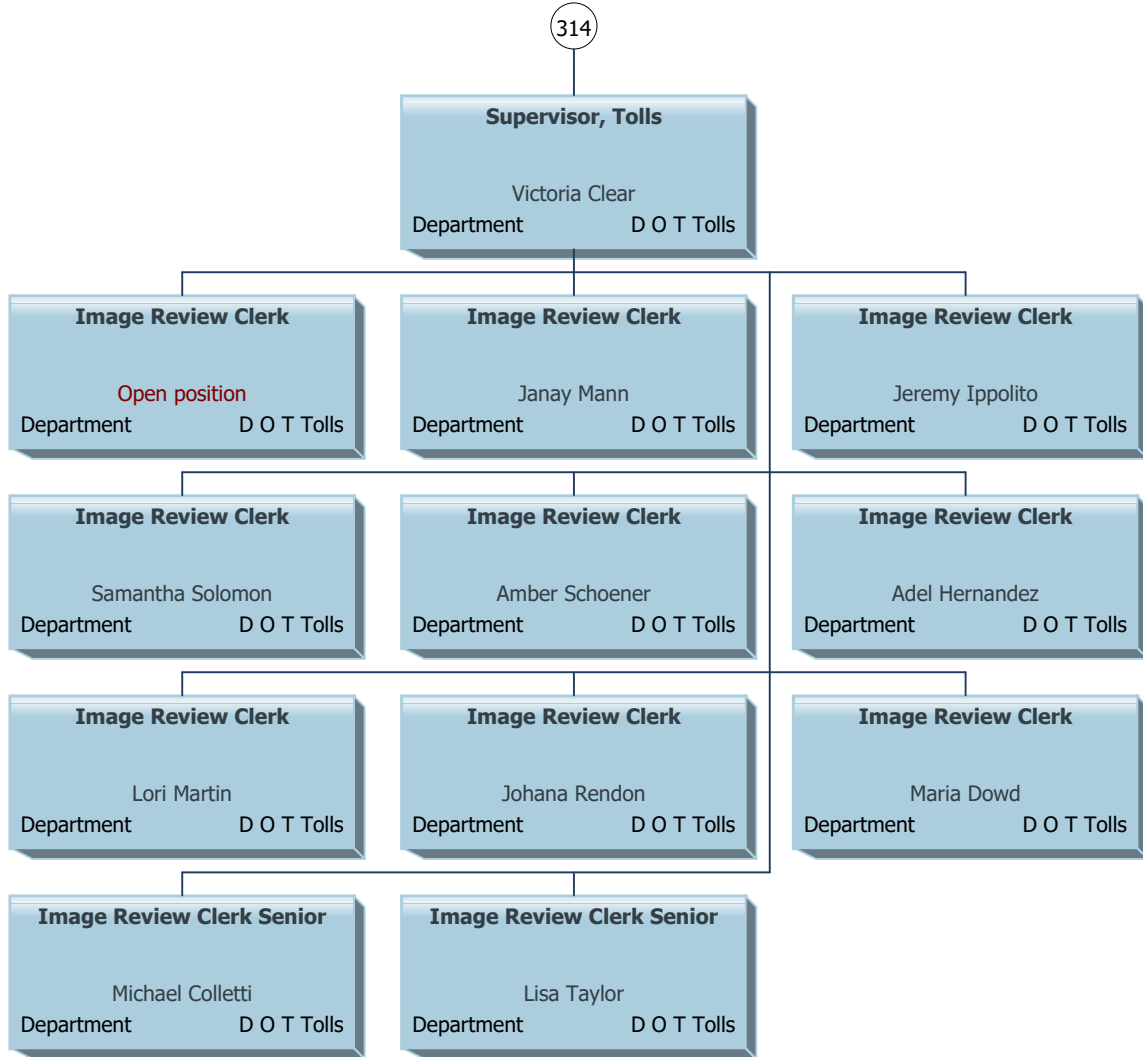 314
Supervisor, Tolls
Victoria Clear
Department D O T Tolls
Image Review Clerk
Open position
Department D O T Tolls
Image Review Clerk
Janay Mann
Department D O T Tolls
Image Review Clerk
Jeremy Ippolito
Department D O T Tolls
Image Review Clerk
Samantha Solomon
Department D O T Tolls
Image Review Clerk
Amber Schoener
Department D O T Tolls
Image Review Clerk
Adel Hernandez
Department D O T Tolls
Image Review Clerk
Lori Martin
Department D O T Tolls
Image Review Clerk
Johana Rendon
Department D O T Tolls
Image Review Clerk
Maria Dowd
Department D O T Tolls
Image Review Clerk Senior
Michael Colletti
Department D O T Tolls
Image Review Clerk Senior
Lisa Taylor
Department D O T Tolls